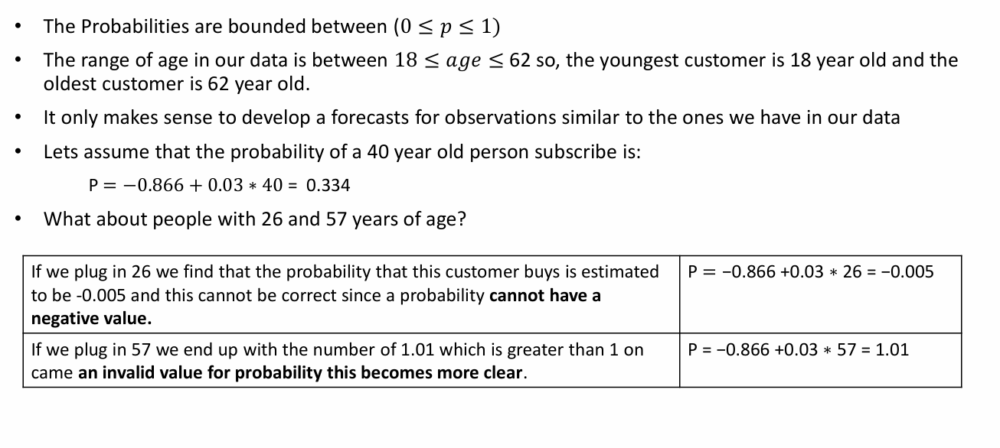 • The Probabilities are bounded between (0 ≤ p ≤ 1)
• The range of age in our data is between 18 ≤ age ≤ 62 so, the youngest customer is 18 year old and the
oldest customer is 62 year old.
• It only makes sense to develop a forecasts for observations similar to the ones we have in our data
• Lets assume that the probability of a 40 year old person subscribe is:
P = −0.866 + 0.03 ∗ 40 = 0.334
• What about people with 26 and 57 years of age?
If we plug in 26 we find that the probability that this customer buys is estimated
to be -0.005 and this cannot be correct since a probability cannot have a
negative value.
P = −0.866 +0.03 ∗ 26 = −0.005
If we plug in 57 we end up with the number of 1.01 which is greater than 1 on
came an invalid value for probability this becomes more clear.
P = −0.866 +0.03 ∗ 57 = 1.01